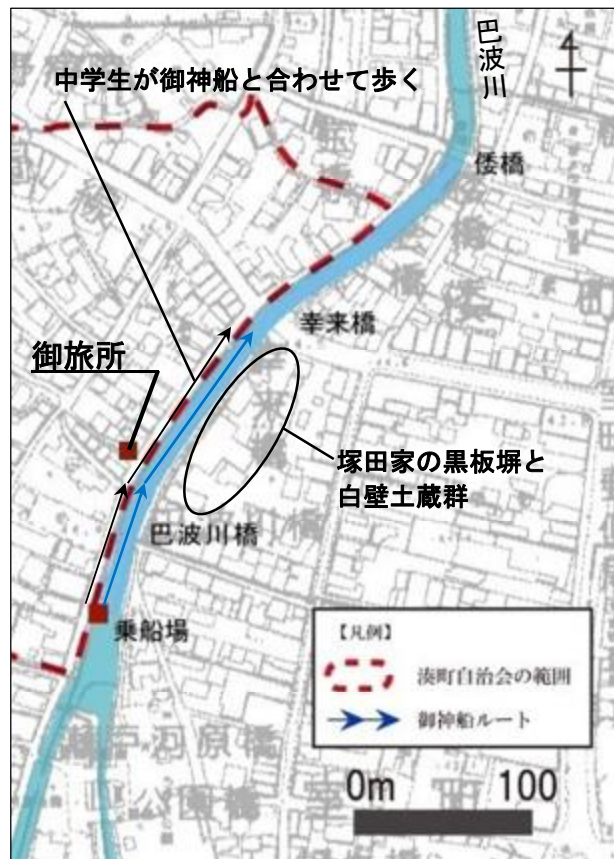 巴波川
中学生が御神船と合わせて歩く
倭橋
幸来橋
御旅所
塚田家の黒板塀と
白壁土蔵群
巴波川橋
乗船場
【凡例】
湊町自治会の範囲
御神船ルート
0m 100